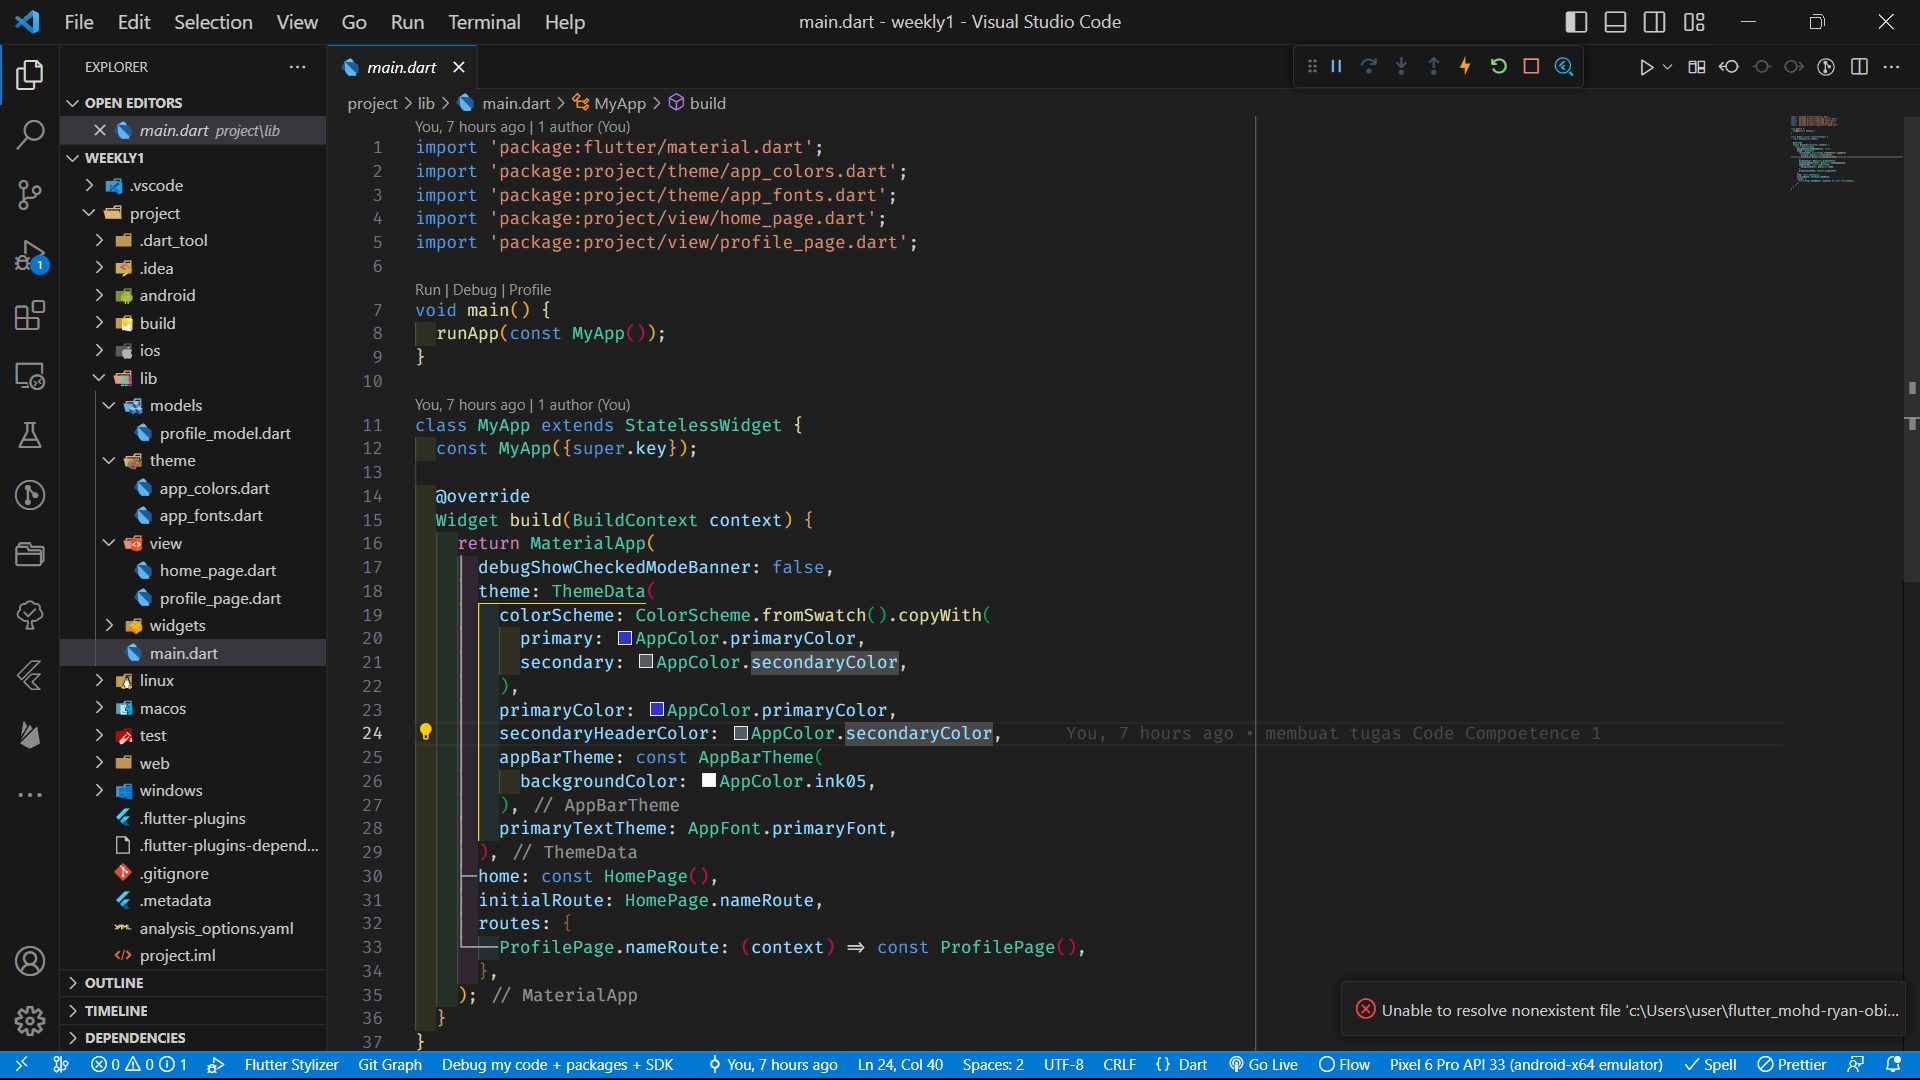 File Edit Selection View Go Run Terminal Help
main.dart - weekly1 - Visual Studio Code
EXPLORER
OPEN EDITORS
main.dart project\lib
WEEKLY1
.vscode
project
.dart_tool
.idea
android
build
ios
lib
models
profile_model.dart
theme
app_colors.dart
app_fonts.dart
view
home_page.dart
profile_page.dart
widgets
main.dart
linux
macos
test
web
windows
.flutter-plugins
.flutter-plugins-depend...
.gitignore
.metadata
analysis_options.yaml
project.iml
OUTLINE
TIMELINE
DEPENDENCIES
1
main.dart
project > lib > main.dart > MyApp > build
You, 7 hours ago | 1 author (You)
1 import 'package:flutter/material.dart';
2 import 'package:project/theme/app_colors.dart';
3 import 'package:project/theme/app_fonts.dart';
4 import 'package:project/view/home_page.dart';
5 import 'package:project/view/profile_page.dart';
6
Run | Debug | Profile
7 void main() {
8 runApp(const MyApp());
9 }
10
You, 7 hours ago | 1 author (You)
11 class MyApp extends StatelessWidget {
12 const MyApp({super.key});
13
14 @override
15 Widget build(BuildContext context) {
16 return MaterialApp(
17 debugShowCheckedModeBanner: false,
18 theme: ThemeData(
19 colorScheme: ColorScheme.fromSwatch().copyWith(
20 primary: AppColor.primaryColor,
21 secondary: AppColor.secondaryColor,
22 ),
23 primaryColor: AppColor.primaryColor,
24 secondaryHeaderColor: AppColor.secondaryColor, You, 7 hours ago • membuat tugas Code Compoetence 1
25 appBarTheme: const AppBarTheme(
26 backgroundColor: AppColor.ink05,
27 ), // AppBarTheme
28 primaryTextTheme: AppFont.primaryFont,
29 ), // ThemeData
30 home: const HomePage(),
31 initialRoute: HomePage.nameRoute,
32 routes: {
33 ProfilePage.nameRoute: (context) => const ProfilePage(),
34 },
35 ); // MaterialApp
36 }
37 }
Unable to resolve nonexistent file 'c:\Users\user\flutter_mohd-ryan-obi...
0 0 1 Flutter Stylizer Git Graph Debug my code + packages + SDK You, 7 hours ago Ln 24, Col 40 Spaces: 2 UTF-8 CRLF {} Dart Go Live Flow Pixel 6 Pro API 33 (android-x64 emulator) Spell Prettier